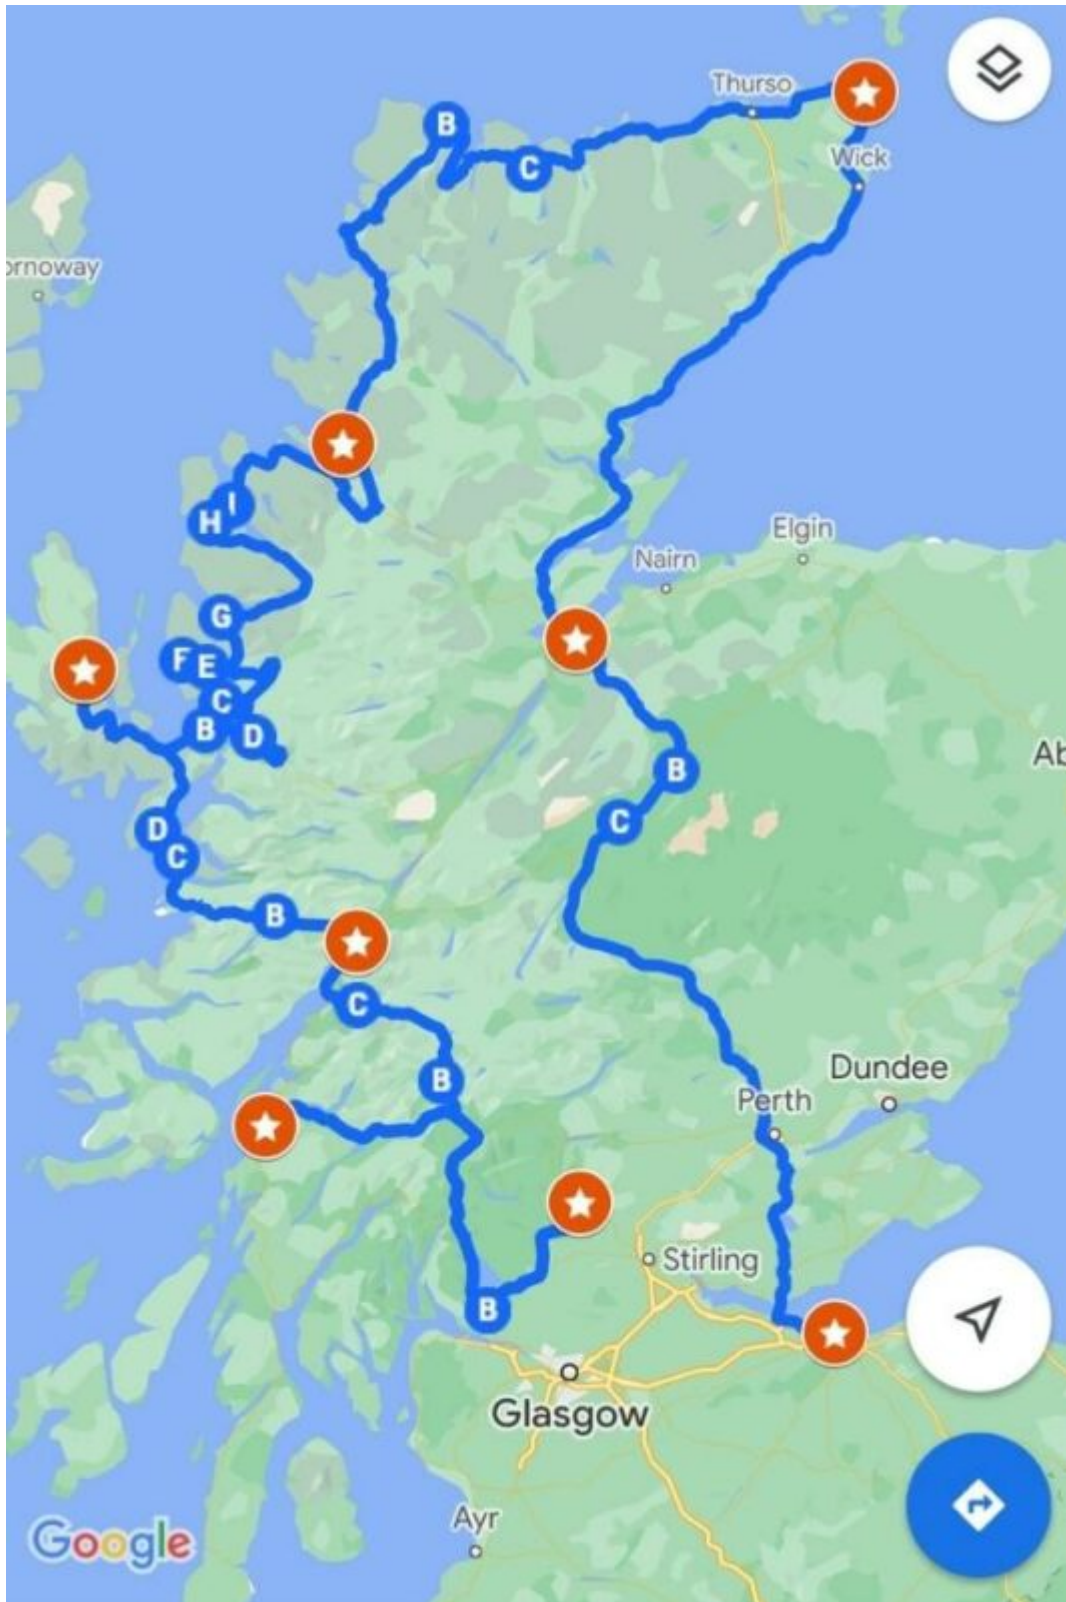 Thurso
B
C
Wick
ornoway
I
H
Elgin
Nairn
G
F E
C
B D
Ab
B
D
C
C
B
C
B
Dundee
Perth
Stirling
B
Glasgow
Ayr
Google